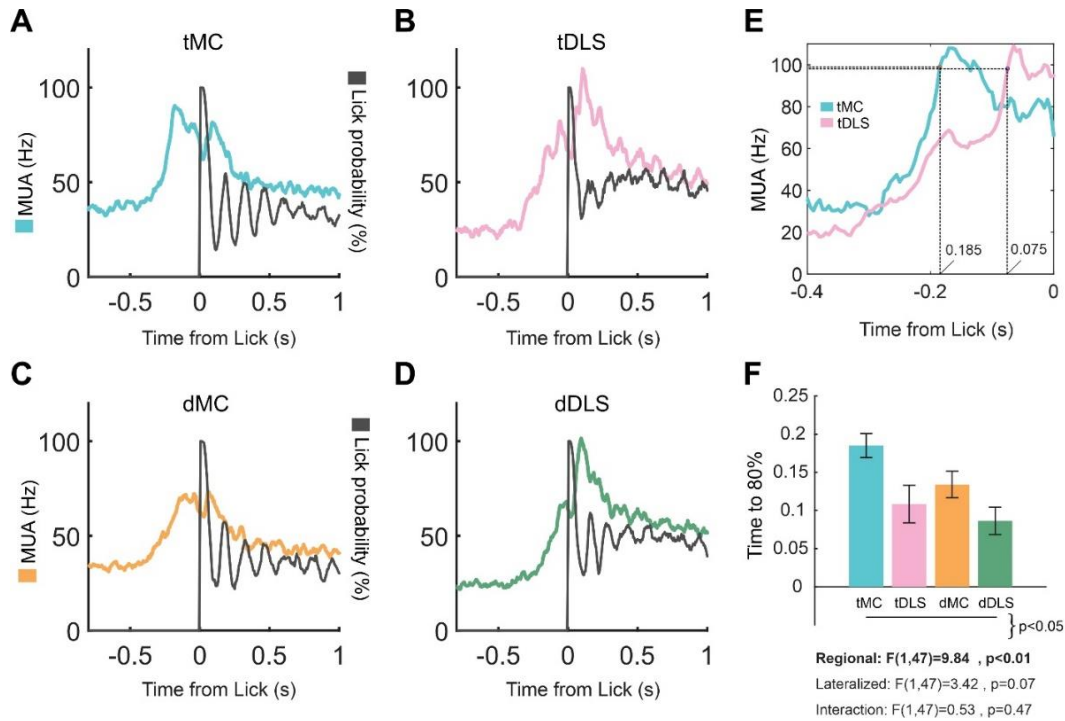 A
tMC
100
50
0
-0.5
0
0.5
1
MUA (Hz)
Lick probability (%)
Time from Lick (s)
B
tDLS
100
50
0
-0.5
0
0.5
1
Time from Lick (s)
E
100
80
60
40
20
0
tMC
tDLS
0.185
0.075
-0.4
-0.2
0
MUA (Hz)
Time from Lick (s)
C
dMC
100
50
0
-0.5
0
0.5
1
MUA (Hz)
Lick probability (%)
Time from Lick (s)
D
dDLS
100
50
0
-0.5
0
0.5
1
Time from Lick (s)
F
0.25
0.2
0.15
0.1
0.05
0
Time to 80%
tMC
tDLS
dMC
dDLS
p<0.05
Regional: F(1,47)=9.84 , p<0.01
Lateralized: F(1,47)=3.42 , p=0.07
Interaction: F(1,47)=0.53 , p=0.47